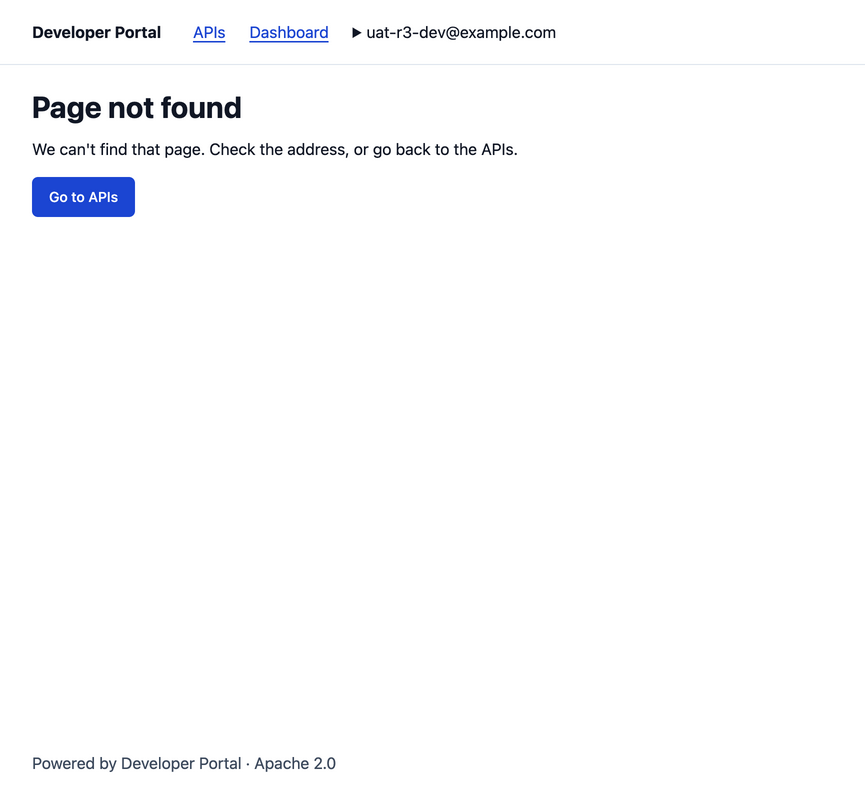 Developer Portal APIs Dashboard ▶ uat-r3-dev@example.com
Page not found
We can't find that page. Check the address, or go back to the APIs.
Go to APIs
Powered by Developer Portal · Apache 2.0